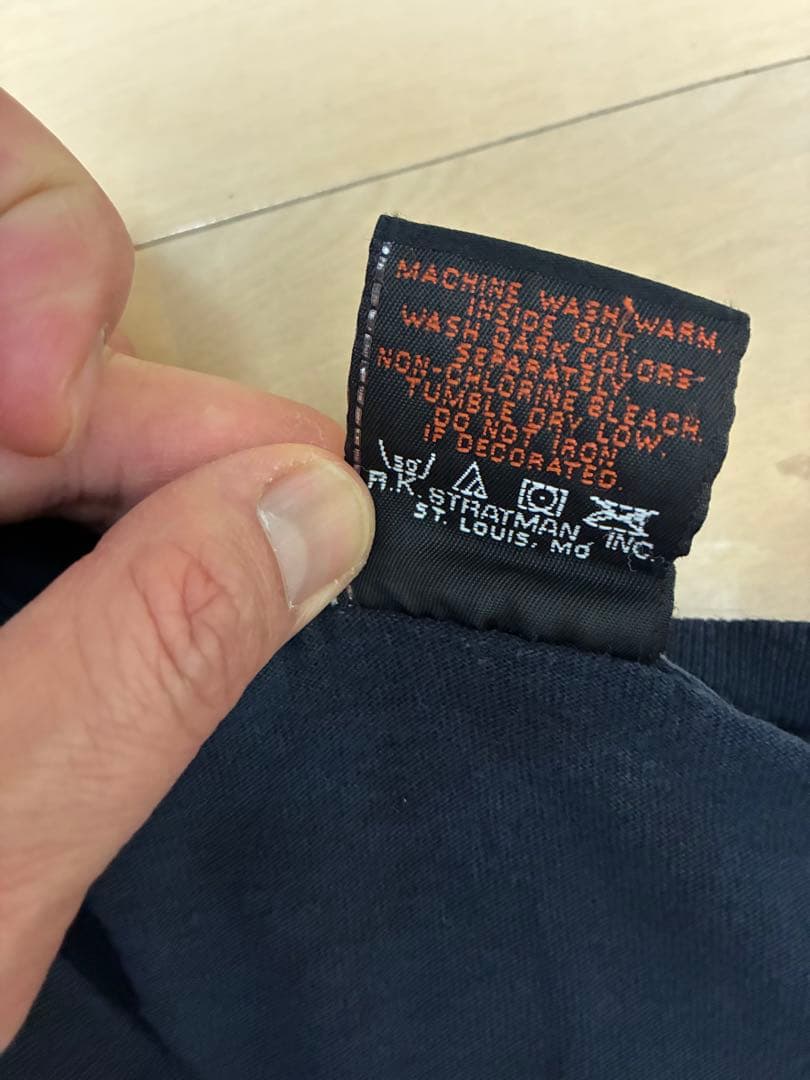 MACHINE WASH, WARM,
INSIDE OUT,
WASH DARK COLORS
SEPARATELY,
NON-CHLORINE BLEACH.
TUMBLE DRY LOW.
DO NOT IRON
IF DECORATED.
50°
R.K. STRATMAN INC.
ST. LOUIS, MO